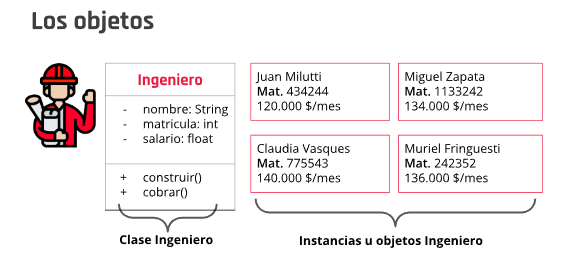 Los objetos
Ingeniero
- nombre: String
- matricula: int
- salario: float
+ construir()
+ cobrar()
Clase Ingeniero
Juan Milutti
Mat. 434244
120.000 $/mes
Miguel Zapata
Mat. 1133242
134.000 $/mes
Claudia Vasques
Mat. 775543
140.000 $/mes
Muriel Fringuesti
Mat. 242352
136.000 $/mes
Instancias u objetos Ingeniero